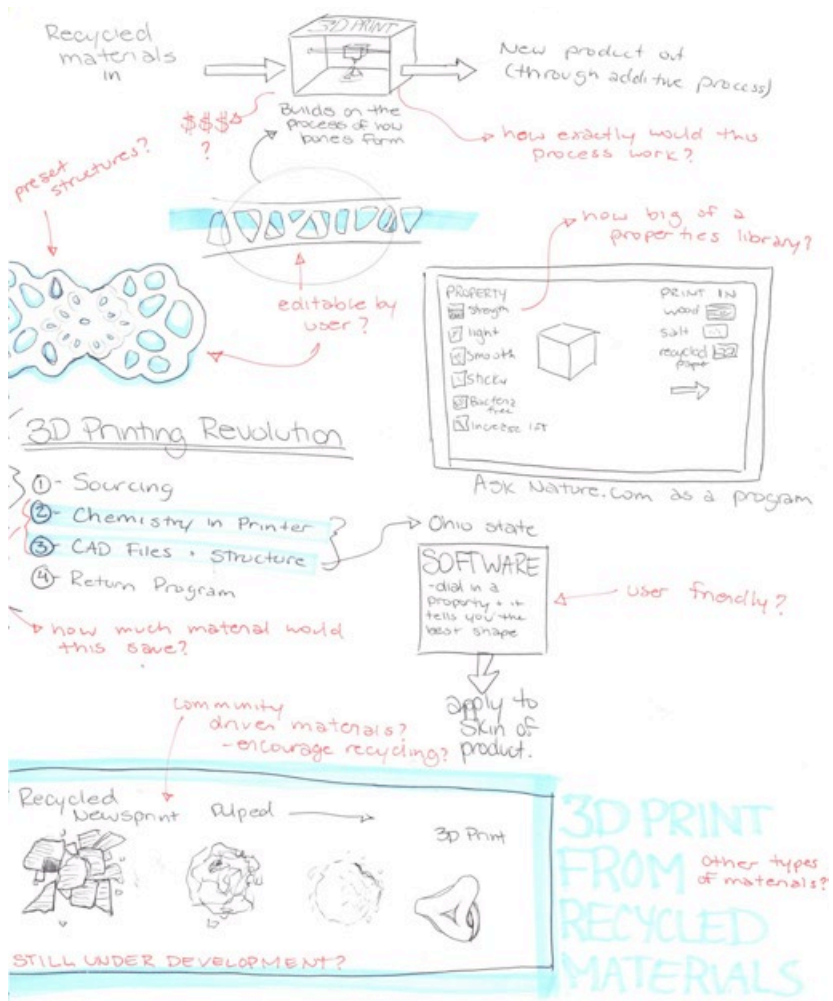 Recycled
materials
in
3D PRINT
New product out
(through additive process)
Builds on the
process of how
bones form
$$$
?
how exactly would this
process work?
preset
structures?
how big of a
properties library?
editable by
user?
PROPERTY
light
Smooth
Sticky
Bacteria
free
PRINT IN
wood
salt
recycled
paper
Ask Nature.com as a program
3D Printing Revolution
1 - Sourcing
2 - Chemistry in Printer
3 - CAD Files + Structure
4 - Return Program
Ohio state
SOFTWARE
-dial in a
property + it
tells you the
best shape
user friendly?
how much material would
this save?
apply to
skin of
product.
community
driven materials?
-encourage recycling?
Recycled
Newsprint
Pulped
3D Print
STILL UNDER DEVELOPMENT?
3D PRINT
FROM
RECYCLED
MATERIALS
other types
of materials?